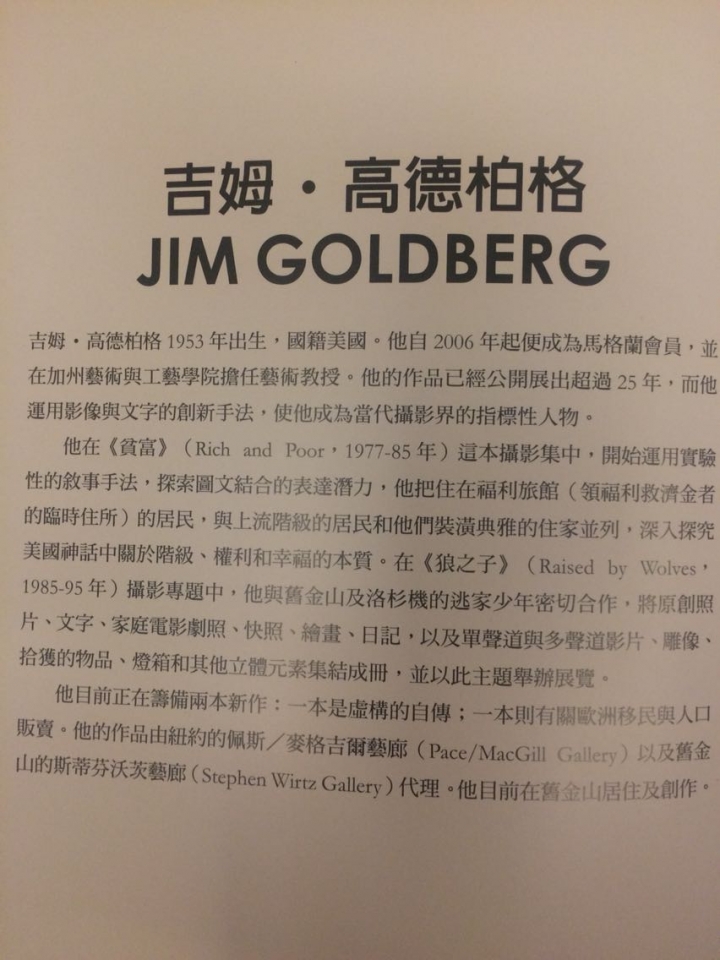 吉姆・高德柏格
JIM GOLDBERG
吉姆・高德柏格 1953 年出生，國籍美國。他自 2006 年起便成為馬格蘭會員，並
在加州藝術與工藝學院擔任藝術教授。他的作品已經公開展出超過 25 年，而他
運用影像與文字的創新手法，使他成為當代攝影界的指標性人物。
他在《貧富》（Rich and Poor，1977-85 年）這本攝影集中，開始運用實驗
性的敘事手法，探索圖文結合的表達潛力，他把住在福利旅館（領福利救濟金者
的臨時住所）的居民，與上流階級的居民和他們裝潢典雅的住家並列，深入探究
美國神話中關於階級、權利和幸福的本質。在《狼之子》（Raised by Wolves，
1985-95 年）攝影專題中，他與舊金山及洛杉機的逃家少年密切合作，將原創照
片、文字、家庭電影劇照、快照、繪畫、日記，以及單聲道與多聲道影片、雕像、
拾獲的物品、燈箱和其他立體元素集結成冊，並以此主題舉辦展覽。
他目前正在籌備兩本新作：一本是虛構的自傳；一本則有關歐洲移民與人口
販賣。他的作品由紐約的佩斯／麥格吉爾藝廊（Pace/MacGill Gallery）以及舊金
山的斯蒂芬沃茨藝廊（Stephen Wirtz Gallery）代理。他目前在舊金山居住及創作。